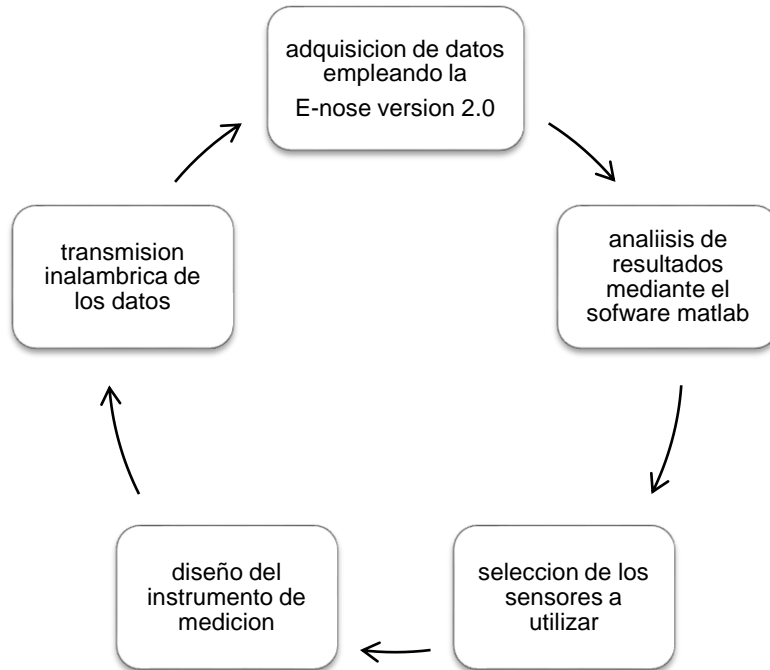 adquisicion de datos
empleando la
E-nose version 2.0
analiisis de
resultados
mediante el
sofware matlab
seleccion de los
sensores a
utilizar
diseño del
instrumento de
medicion
transmision
inalambrica de
los datos